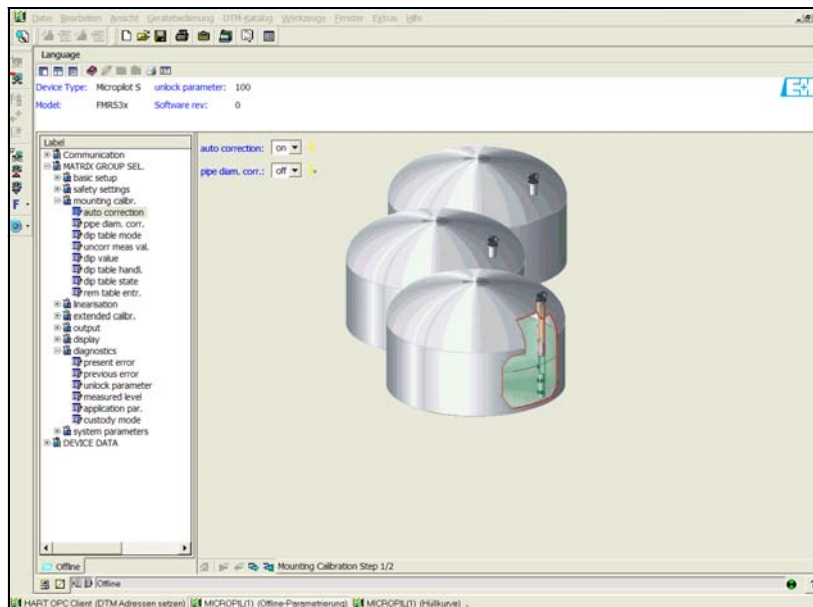 Datei Bearbeiten Ansicht Gerätebedienung DTM-Katalog Werkzeuge Fenster Extras Hilfe
Language
Device Type: Micropilot S unlock parameter: 100
Model: FMR53x Software rev: 0
E+H
Label
Communication
MATRIX GROUP SEL.
basic setup
safety settings
mounting calibr.
auto correction
pipe diam. corr.
dip table mode
uncorr meas val.
dip value
dip table handl.
dip table state
rem table entr.
linearisation
extended calibr.
output
display
diagnostics
present error
previous error
unlock parameter
measured level
application par.
custody mode
system parameters
DEVICE DATA
auto correction: on
pipe diam. corr.: off
F
Offline
Mounting Calibration Step 1/2
Offline
HART OPC Client (DTM Adressen setzen) MICROPIL(1) (Offline-Parametrierung) MICROPIL(1) (Hüllkurve)